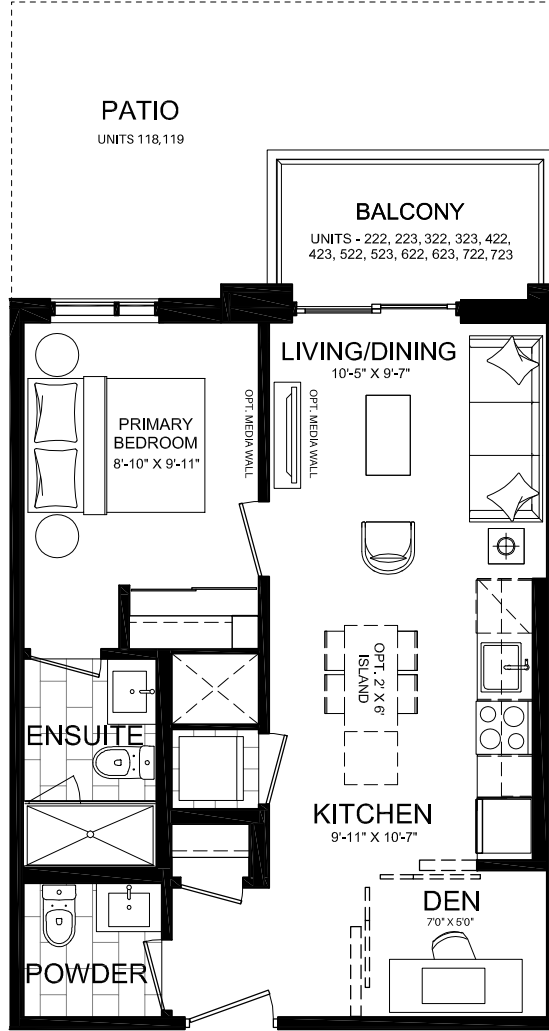 PATIO
UNITS 118,119
BALCONY
UNITS - 222, 223, 322, 323, 422,
423, 522, 523, 622, 623, 722, 723
LIVING/DINING
10'-5" X 9'-7"
OPT. MEDIA WALL
OPT. MEDIA WALL
PRIMARY
BEDROOM
8'-10" X 9'-11"
OPT. 2' X 6'
ISLAND
ENSUITE
KITCHEN
9'-11" X 10'-7"
DEN
7'0" X 5'0"
POWDER